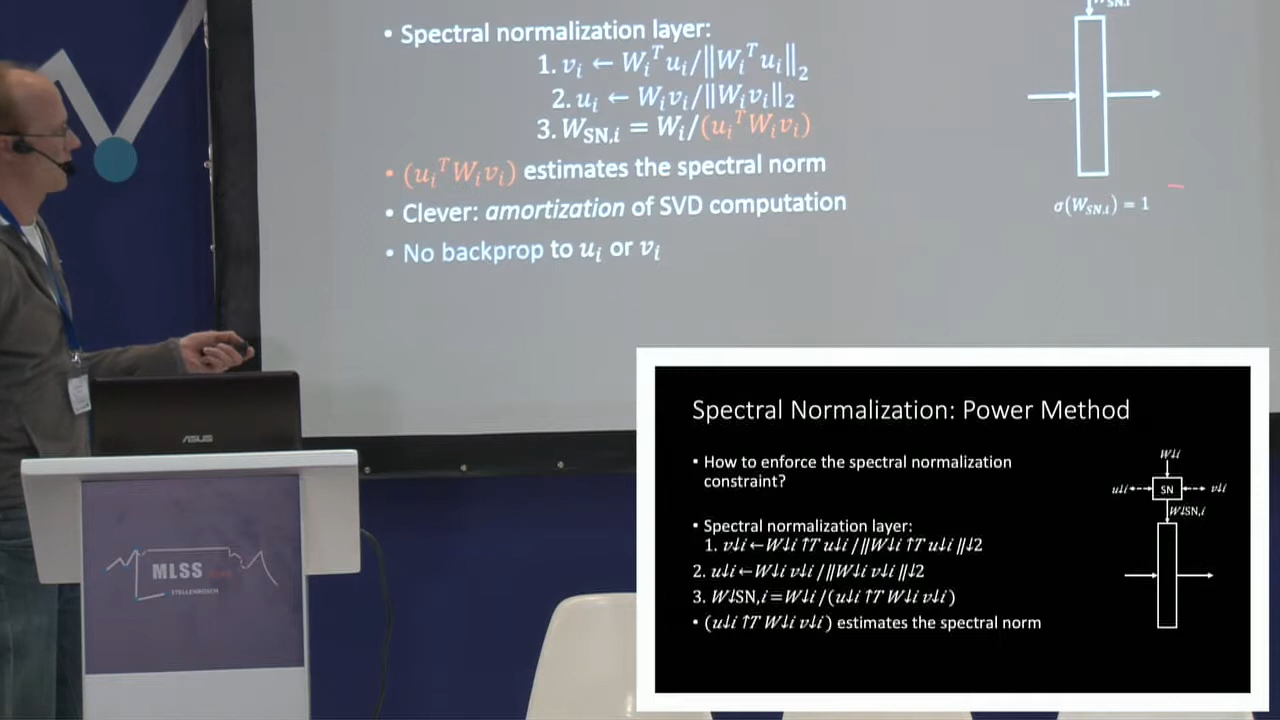 • Spectral normalization layer:
1. vᵢ ← Wᵢᵀuᵢ/‖Wᵢᵀuᵢ‖₂
2. uᵢ ← Wᵢvᵢ/‖Wᵢvᵢ‖₂
3. W_SN,i = Wᵢ/(uᵢᵀWᵢvᵢ)
• (uᵢᵀWᵢvᵢ) estimates the spectral norm
• Clever: amortization of SVD computation
• No backprop to uᵢ or vᵢ
σ(W_SN,i) = 1
ASUS
MLSS
STELLENBOSCH
Spectral Normalization: Power Method
• How to enforce the spectral normalization
constraint?
• Spectral normalization layer:
1. v↓i ←W↓i ↑T u↓i /‖W↓i ↑T u↓i ‖↓2
2. u↓i ←W↓i v↓i /‖W↓i v↓i ‖↓2
3. W↓SN,i =W↓i /(u↓i ↑T W↓i v↓i )
• (u↓i ↑T W↓i v↓i ) estimates the spectral norm
W↓i
u↓i SN v↓i
W↓SN,i